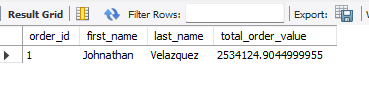 Result Grid Filter Rows: Export:
order_id first_name last_name total_order_value
1 Johnathan Velazquez 2534124.9044999955